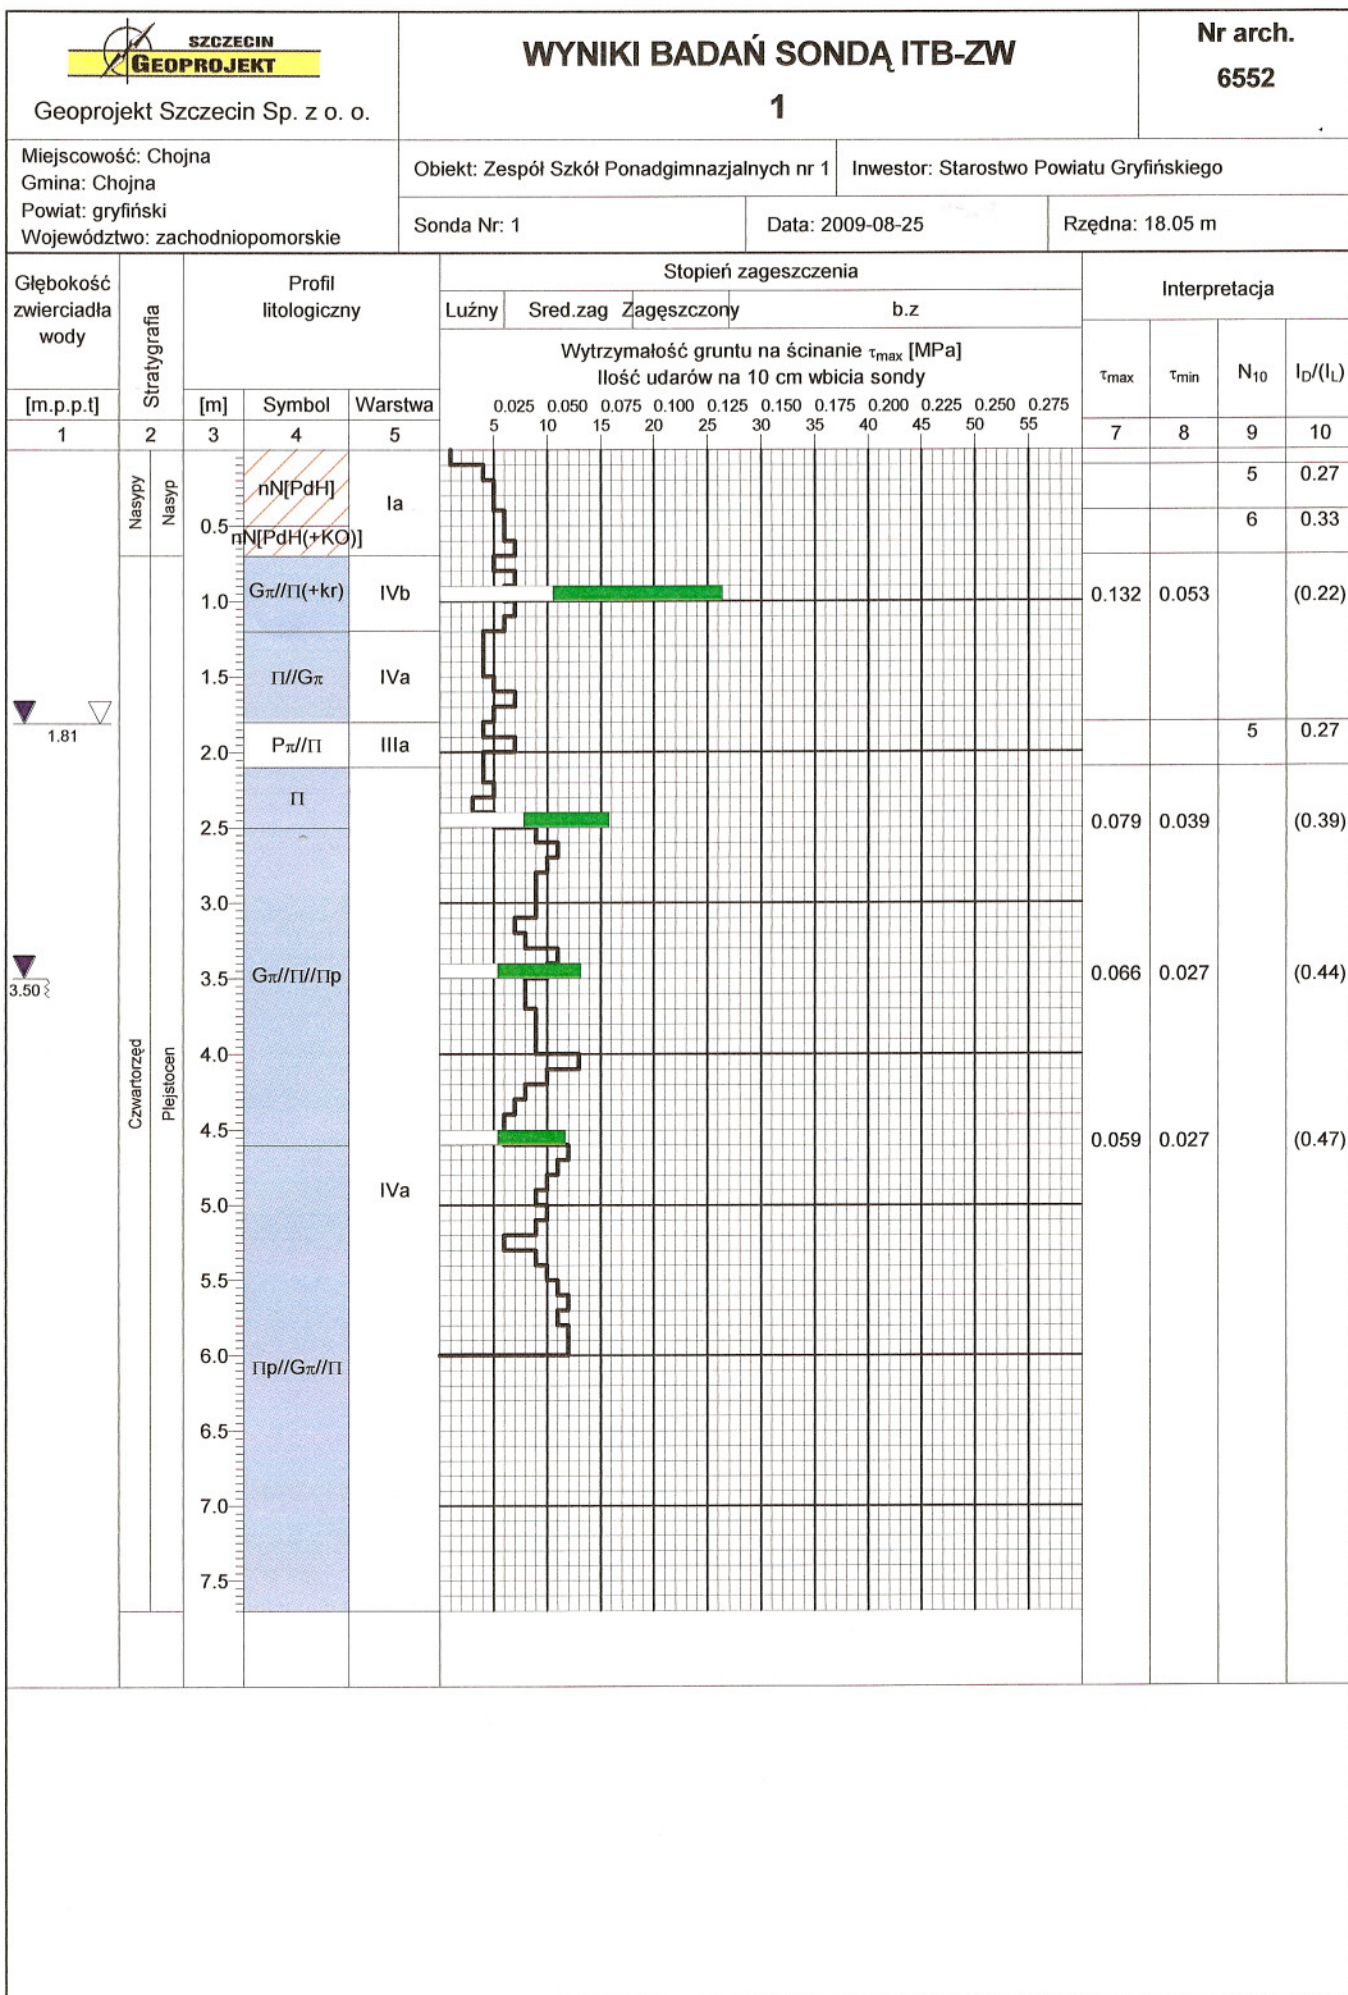 SZCZECIN
GEOPROJEKT
Geoprojekt Szczecin Sp. z o. o.
WYNIKI BADAŃ SONDĄ ITB-ZW
1
Nr arch.
6552
Miejscowość: Chojna
Gmina: Chojna
Powiat: gryfiński
Województwo: zachodniopomorskie
Obiekt: Zespół Szkół Ponadgimnazjalnych nr 1
Inwestor: Starostwo Powiatu Gryfińskiego
Sonda Nr: 1
Data: 2009-08-25
Rzędna: 18.05 m
Głębokość
zwierciadła
wody
[m.p.p.t]
Stratygrafia
Profil
litologiczny
[m] Symbol Warstwa
Stopień zageszczenia
Luźny Sred.zag Zagęszczony b.z
Wytrzymałość gruntu na ścinanie τmax [MPa]
Ilość udarów na 10 cm wbicia sondy
0.025 0.050 0.075 0.100 0.125 0.150 0.175 0.200 0.225 0.250 0.275
5 10 15 20 25 30 35 40 45 50 55
Interpretacja
τmax τmin N10 ID/(IL)
1 2 3 4 5 7 8 9 10
Nasypy
Nasyp
nN[PdH]
Ia
5 0.27
0.5
nN[PdH(+KO)]
6 0.33
Gπ//Π(+kr)
IVb
1.0
0.132 0.053 (0.22)
1.5
Π//Gπ
IVa
1.81
Pπ//Π
IIIa
5 0.27
2.0
Π
2.5
0.079 0.039 (0.39)
3.0
3.50
3.5
Gπ//Π//Πp
0.066 0.027 (0.44)
4.0
Czwartorzęd
Plejstocen
4.5
0.059 0.027 (0.47)
IVa
5.0
5.5
6.0
Πp//Gπ//Π
6.5
7.0
7.5